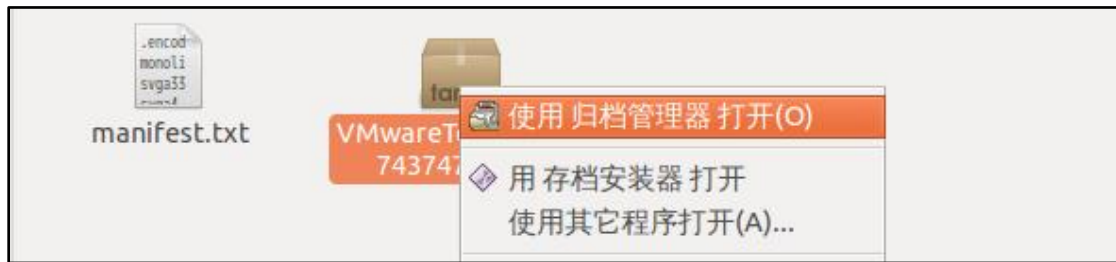 .encod
monoli
svga33
manifest.txt
tar
VMwareTo
743747
使用 归档管理器 打开(O)
用 存档安装器 打开
使用其它程序打开(A)...